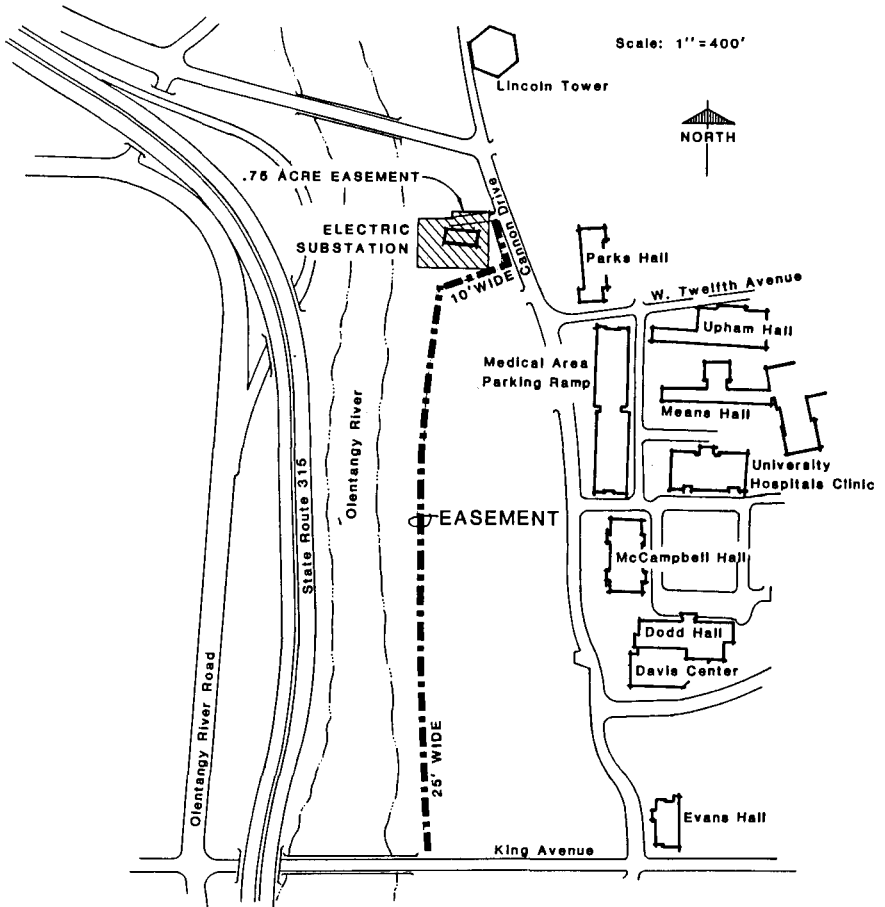 Scale: 1''=400'
Lincoln Tower
NORTH
.75 ACRE EASEMENT
ELECTRIC
SUBSTATION
Cannon Drive
10' WIDE
Parks Hall
W. Twelfth Avenue
Upham Hall
Medical Area
Parking Ramp
Means Hall
University
Hospitals Clinic
Olentangy River
State Route 315
EASEMENT
McCampbell Hall
Dodd Hall
Davis Center
Olentangy River Road
25' WIDE
Evans Hall
King Avenue